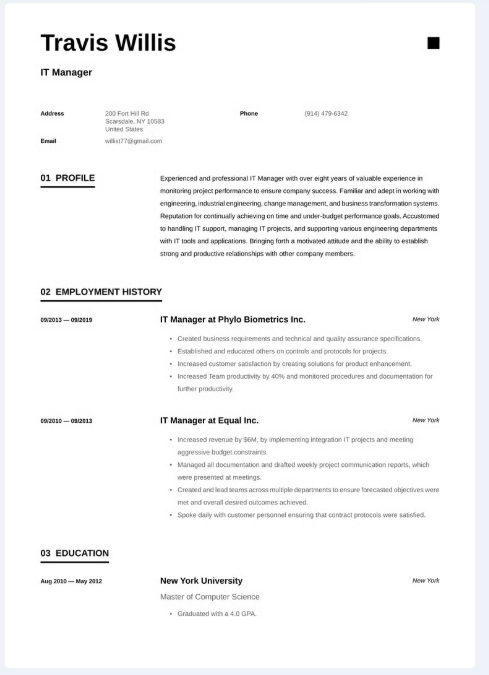 Travis Willis
IT Manager
Address
200 Fort Hill Rd
Scarsdale, NY 10583
United States
Phone
(914) 479-6342
Email
willist77@gmail.com
01 PROFILE
Experienced and professional IT Manager with over eight years of valuable experience in
monitoring project performance to ensure company success. Familiar and adept in working with
engineering, industrial engineering, change management, and business transformation systems.
Reputation for continually achieving on time and under-budget performance goals. Accustomed
to handling IT support, managing IT projects, and supporting various engineering departments
with IT tools and applications. Bringing forth a motivated attitude and the ability to establish
strong and productive relationships with other company members.
02 EMPLOYMENT HISTORY
09/2013 — 09/2019
IT Manager at Phylo Biometrics Inc.
New York
• Created business requirements and technical and quality assurance specifications.
• Established and educated others on controls and protocols for projects.
• Increased customer satisfaction by creating solutions for product enhancement.
• Increased Team productivity by 40% and monitored procedures and documentation for
further productivity.
09/2010 — 09/2013
IT Manager at Equal Inc.
New York
• Increased revenue by $6M, by implementing integration IT projects and meeting
aggressive budget constraints.
• Managed all documentation and drafted weekly project communication reports, which
were presented at meetings.
• Created and lead teams across multiple departments to ensure forecasted objectives were
met and overall desired outcomes achieved.
• Spoke daily with customer personnel ensuring that contract protocols were satisfied.
03 EDUCATION
Aug 2010 — May 2012
New York University
New York
Master of Computer Science
• Graduated with a 4.0 GPA.